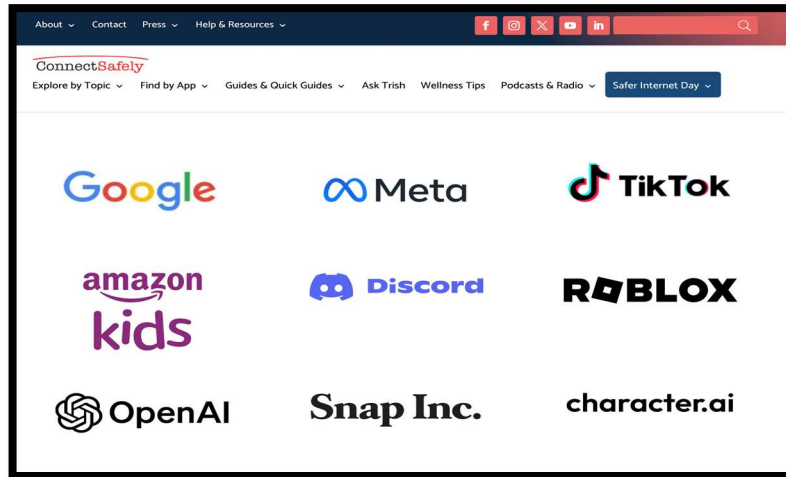 About Contact Press Help & Resources
ConnectSafely
Explore by Topic Find by App Guides & Quick Guides Ask Trish Wellness Tips Podcasts & Radio Safer Internet Day
Google Meta TikTok
amazon kids Discord ROBLOX
OpenAI Snap Inc. character.ai